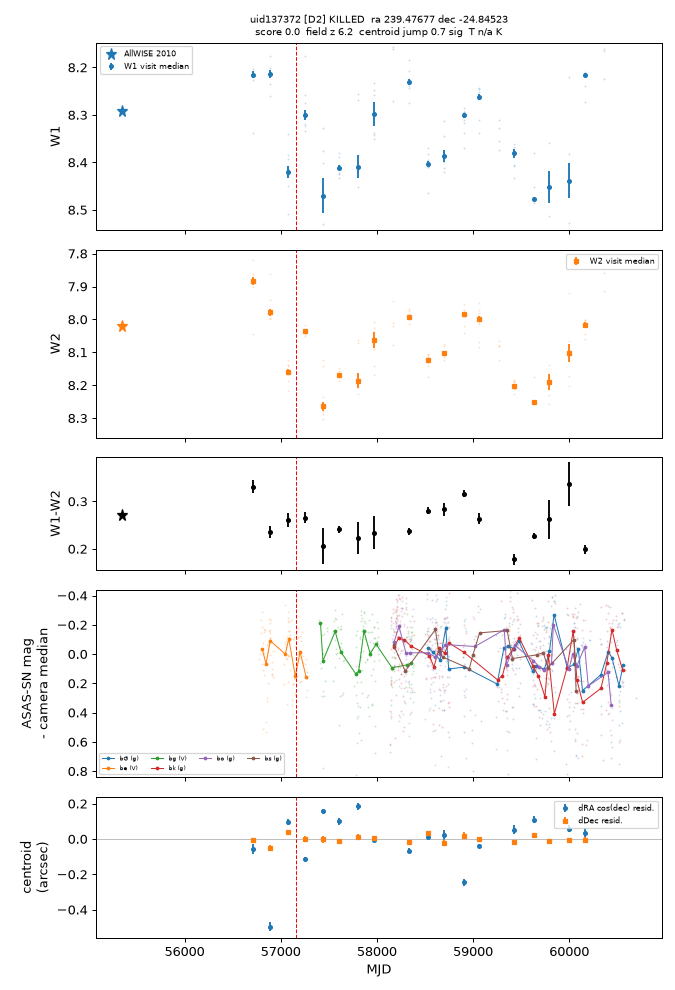 uid137372 [D2] KILLED  ra 239.47677 dec -24.84523
score 0.0  field z 6.2  centroid jump 0.7 sig  T n/a K
AllWISE 2010
W1 visit median
W1
8.2
8.3
8.4
8.5
W2 visit median
W2
7.8
7.9
8.0
8.1
8.2
8.3
W1-W2
0.3
0.2
ASAS-SN mag
- camera median
−0.4
−0.2
0.0
0.2
0.4
0.6
0.8
be (V)
bg (V)
bk (g)
bo (g)
bs (g)
dRA cos(dec) resid.
dDec resid.
centroid
(arcsec)
0.2
0.0
−0.2
−0.4
56000
57000
58000
59000
60000
MJD